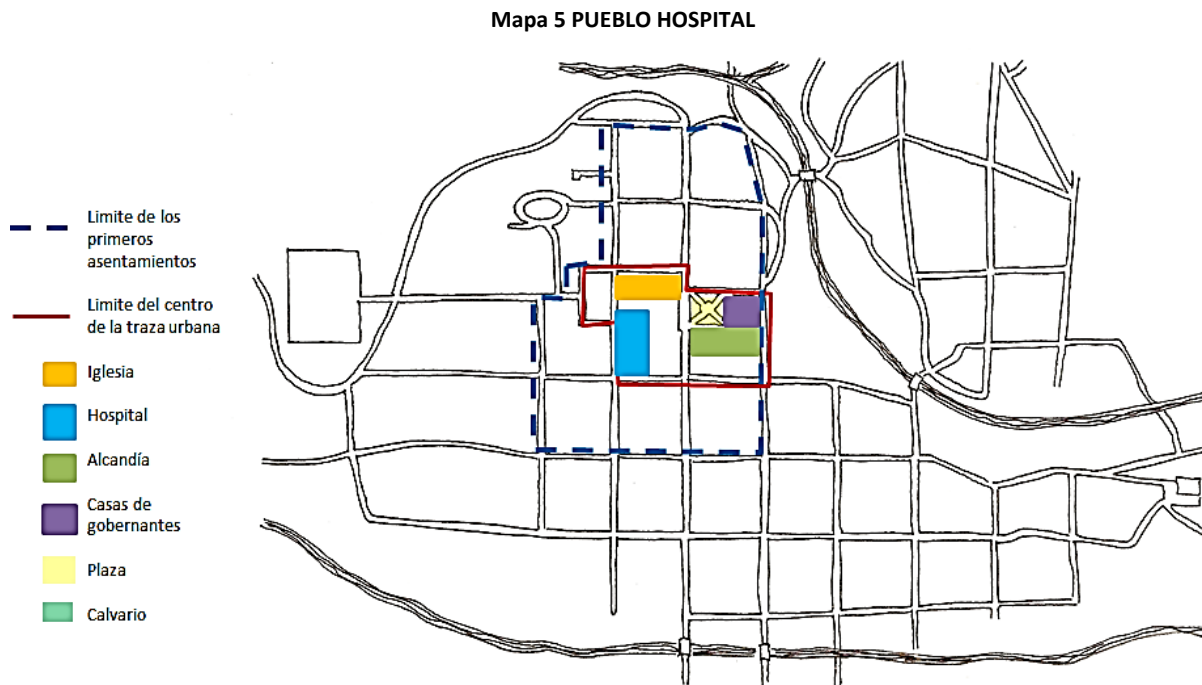 Mapa 5 PUEBLO HOSPITAL
Limite de los
primeros
asentamientos
Limite del centro
de la traza urbana
Iglesia
Hospital
Alcandía
Casas de
gobernantes
Plaza
Calvario